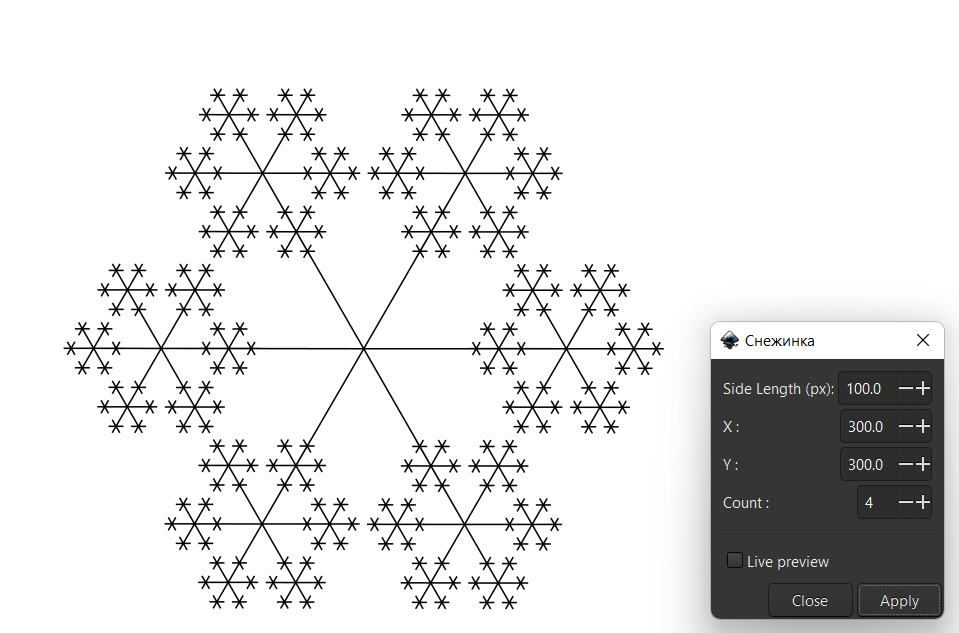 Снежинка
Side Length (px): 100.0
X : 300.0
Y : 300.0
Count : 4
Live preview
Close Apply